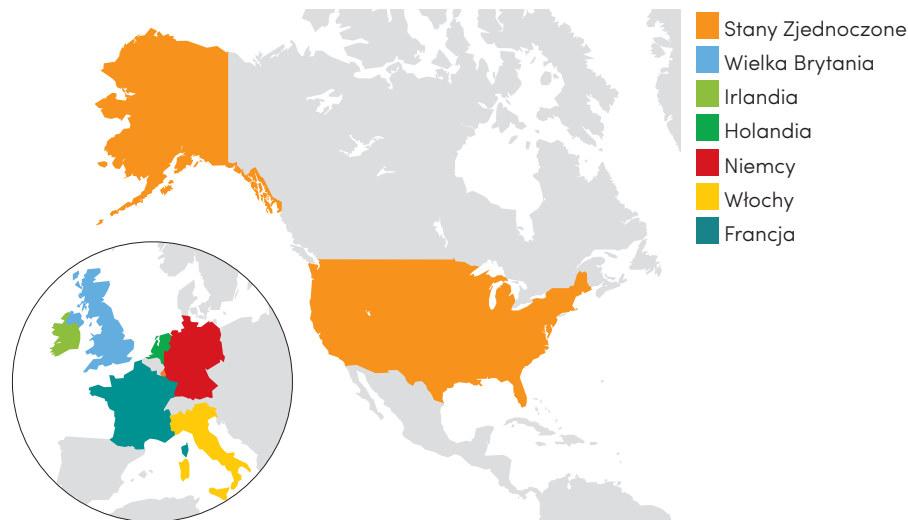 Stany Zjednoczone
Wielka Brytania
Irlandia
Holandia
Niemcy
Włochy
Francja